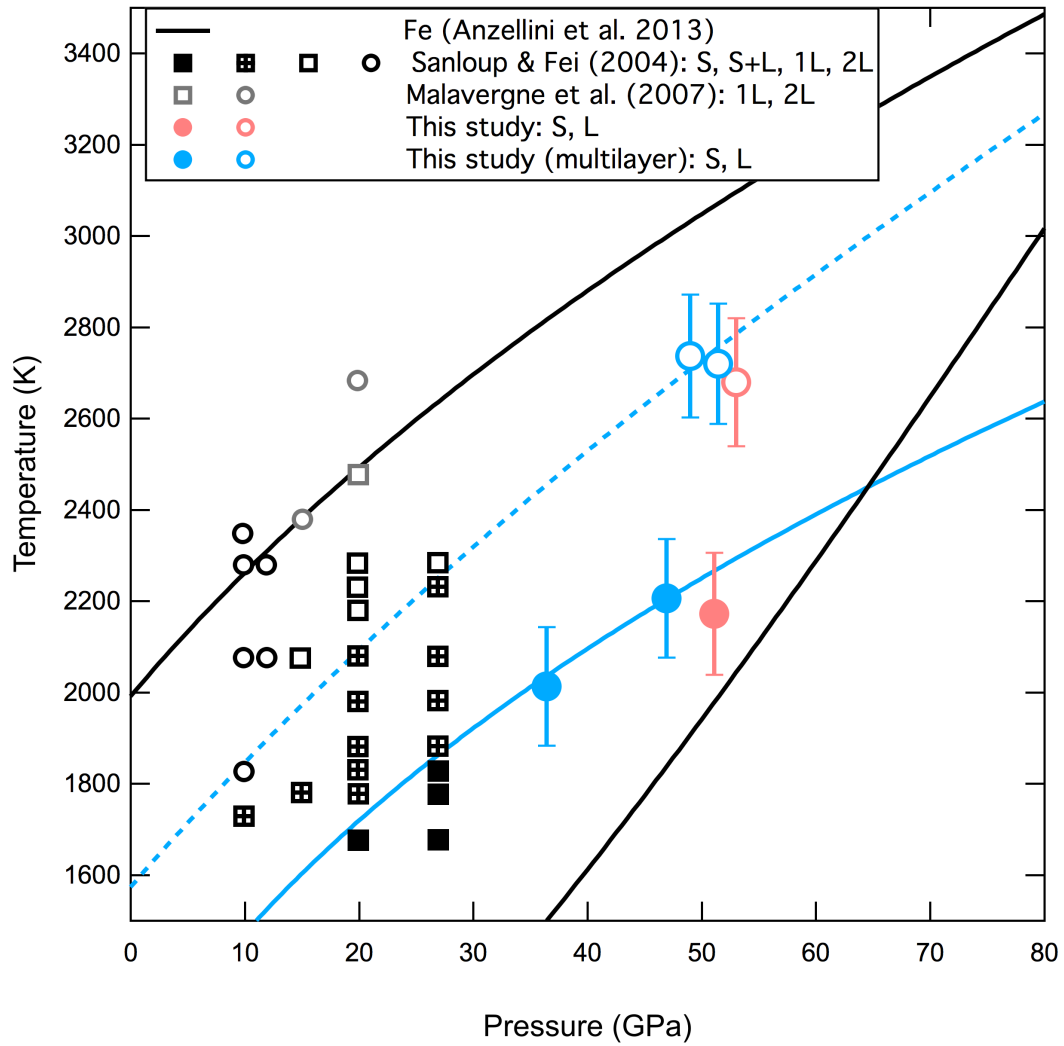 Fe (Anzellini et al. 2013)
Sanloup & Fei (2004): S, S+L, 1L, 2L
Malavergne et al. (2007): 1L, 2L
This study: S, L
This study (multilayer): S, L
3400
3200
3000
2800
2600
2400
2200
2000
1800
1600
Temperature (K)
0 10 20 30 40 50 60 70 80
Pressure (GPa)